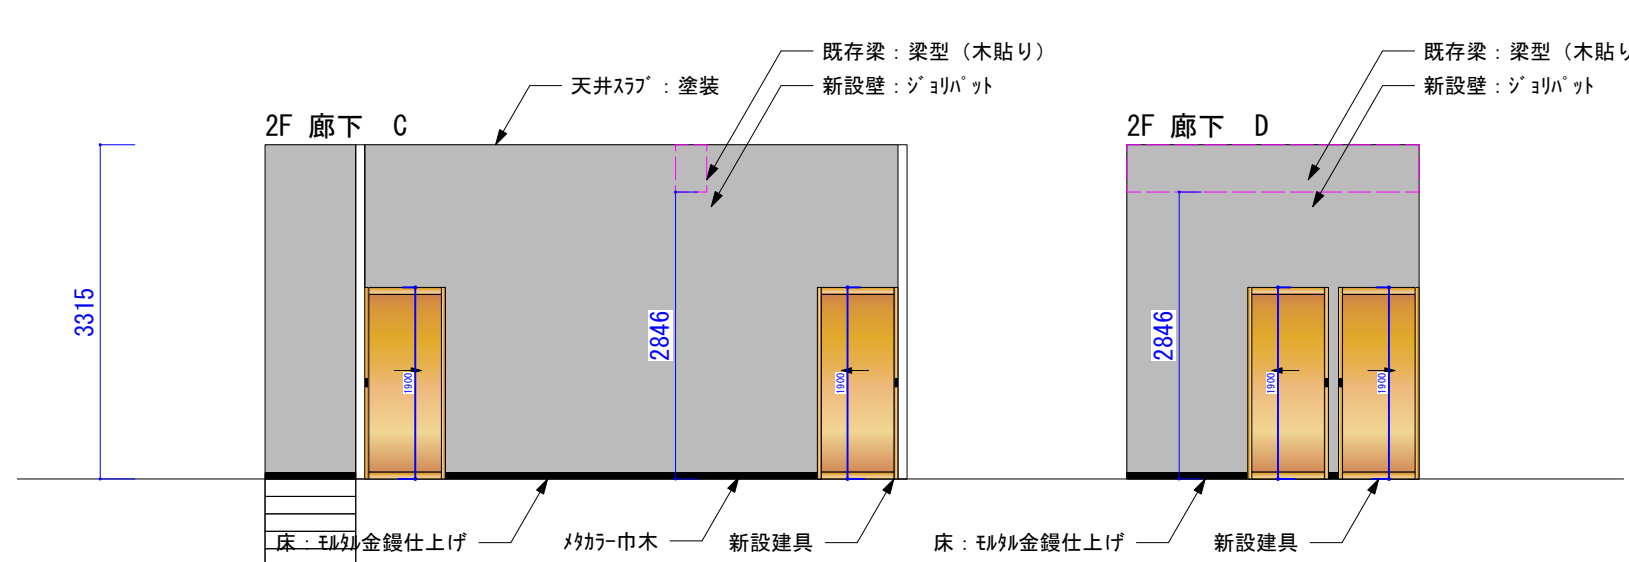 既存梁：梁型（木貼り）
既存梁：梁型（木貼り
天井ｽﾗﾌﾞ：塗装
新設壁：ｼﾞｮﾘﾊﾟｯﾄ
新設壁：ｼﾞｮﾘﾊﾟｯﾄ
2F 廊下 C
2F 廊下 D
3315
2846
2846
1900
1900
1900
1900
床：ﾓﾙﾀﾙ金鏝仕上げ
ﾒﾀｶﾗｰ巾木
新設建具
床：ﾓﾙﾀﾙ金鏝仕上げ
新設建具